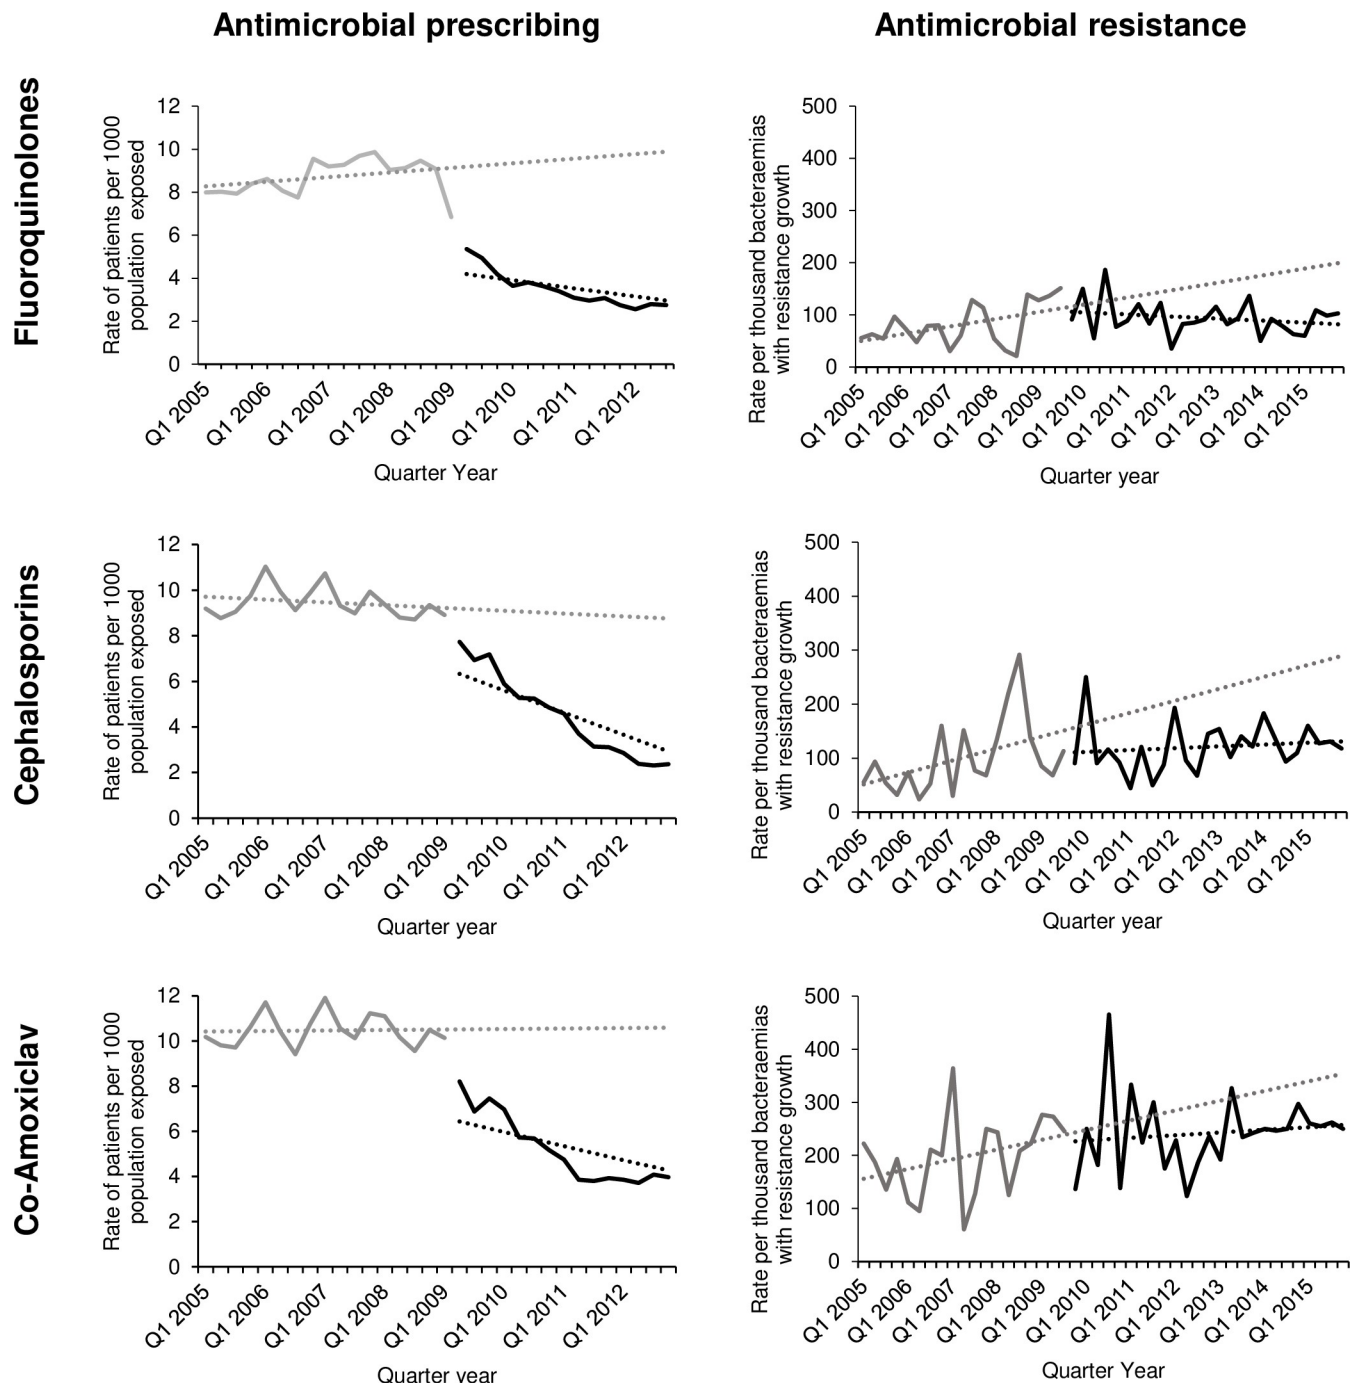 Antimicrobial prescribing
Antimicrobial resistance
Fluoroquinolones
Rate of patients per 1000
population exposed
12
10
8
6
4
2
0
Q1 2005
Q1 2006
Q1 2007
Q1 2008
Q1 2009
Q1 2010
Q1 2011
Q1 2012
Quarter Year
Rate per thousand bacteraemias
with resistance growth
500
400
300
200
100
0
Q1 2005
Q1 2006
Q1 2007
Q1 2008
Q1 2009
Q1 2010
Q1 2011
Q1 2012
Q1 2013
Q1 2014
Q1 2015
Quarter year
Cephalosporins
Rate of patients per 1000
population exposed
12
10
8
6
4
2
0
Q1 2005
Q1 2006
Q1 2007
Q1 2008
Q1 2009
Q1 2010
Q1 2011
Q1 2012
Quarter year
Rate per thousand bacteraemias
with resistance growth
500
400
300
200
100
0
Q1 2005
Q1 2006
Q1 2007
Q1 2008
Q1 2009
Q1 2010
Q1 2011
Q1 2012
Q1 2013
Q1 2014
Q1 2015
Quarter year
Co-Amoxiclav
Rate of patients per 1000
population exposed
12
10
8
6
4
2
0
Q1 2005
Q1 2006
Q1 2007
Q1 2008
Q1 2009
Q1 2010
Q1 2011
Q1 2012
Quarter year
Rate per thousand bacteraemias
with resistance growth
500
400
300
200
100
0
Q1 2005
Q1 2006
Q1 2007
Q1 2008
Q1 2009
Q1 2010
Q1 2011
Q1 2012
Q1 2013
Q1 2014
Q1 2015
Quarter Year